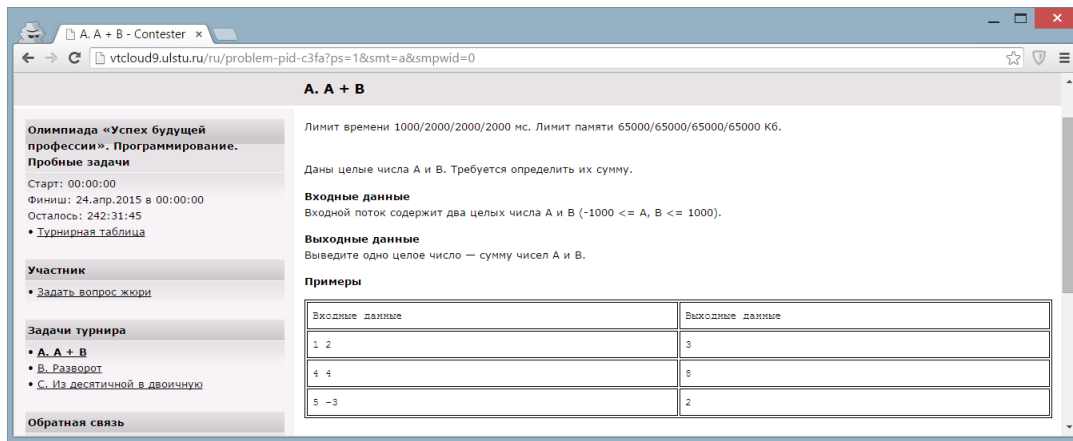 A. A + B - Contester
vtcloud9.ulstu.ru/ru/problem-pid-c3fa?ps=1&smt=a&smpwid=0
A. A + B
Олимпиада «Успех будущей
профессии». Программирование.
Пробные задачи
Старт: 00:00:00
Финиш: 24.апр.2015 в 00:00:00
Осталось: 242:31:45
• Турнирная таблица
Участник
• Задать вопрос жюри
Задачи турнира
• A. A + B
• B. Разворот
• C. Из десятичной в двоичную
Обратная связь
Лимит времени 1000/2000/2000/2000 мс. Лимит памяти 65000/65000/65000/65000 Кб.
Даны целые числа A и B. Требуется определить их сумму.
Входные данные
Входной поток содержит два целых числа A и B (-1000 <= A, B <= 1000).
Выходные данные
Выведите одно целое число — сумму чисел A и B.
Примеры
Входные данные Выходные данные
1 2 3
4 4 8
5 -3 2